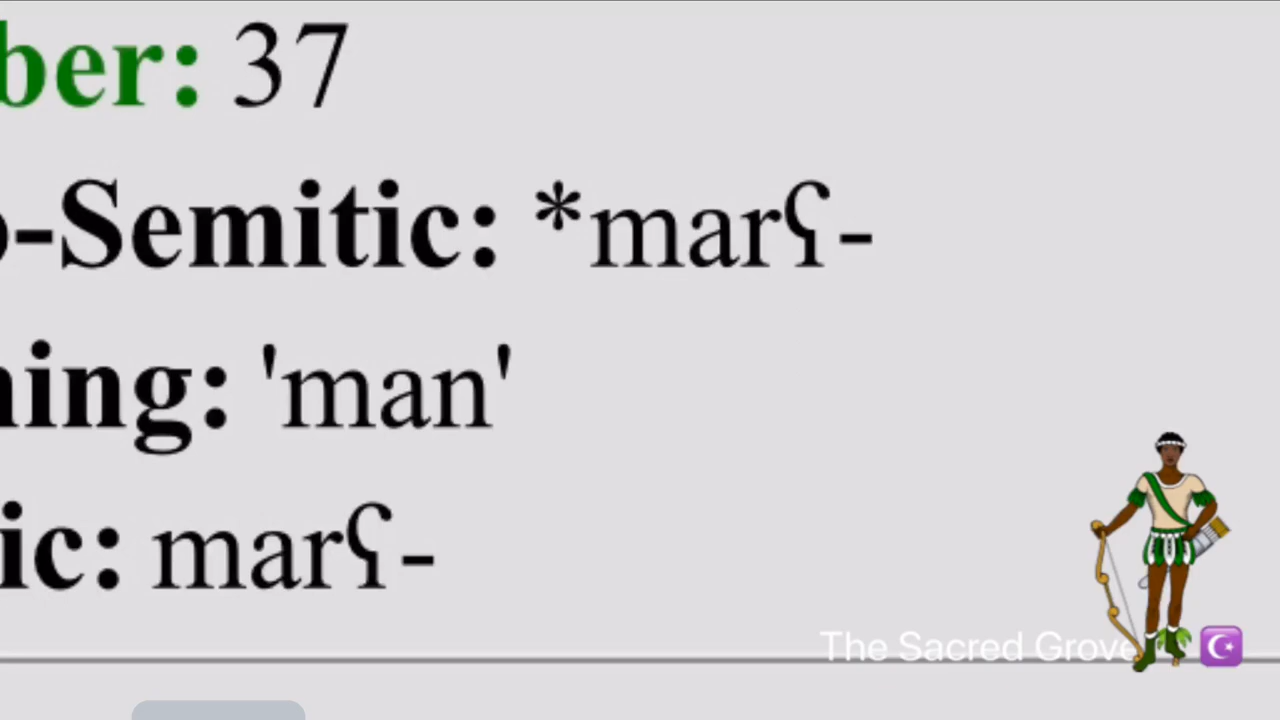 ber: 37
o-Semitic: *marʕ-
ning: 'man'
ic: marʕ-
The Sacred Grove